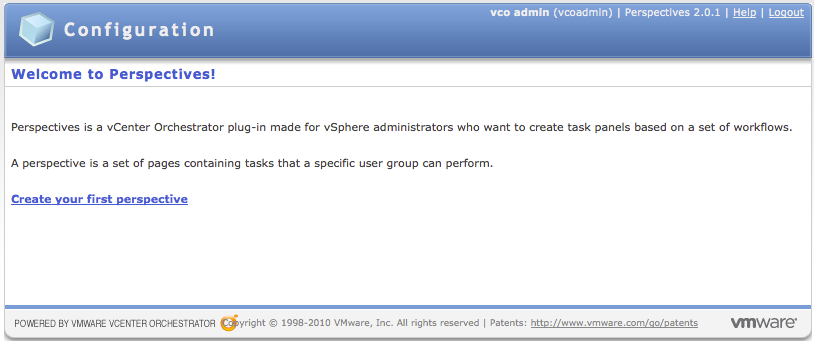 vco admin (vcoadmin) | Perspectives 2.0.1 | Help | Logout
Configuration
Welcome to Perspectives!
Perspectives is a vCenter Orchestrator plug-in made for vSphere administrators who want to create task panels based on a set of workflows.
A perspective is a set of pages containing tasks that a specific user group can perform.
Create your first perspective
POWERED BY VMWARE VCENTER ORCHESTRATOR Copyright © 1998-2010 VMware, Inc. All rights reserved | Patents: http://www.vmware.com/go/patents vmware®